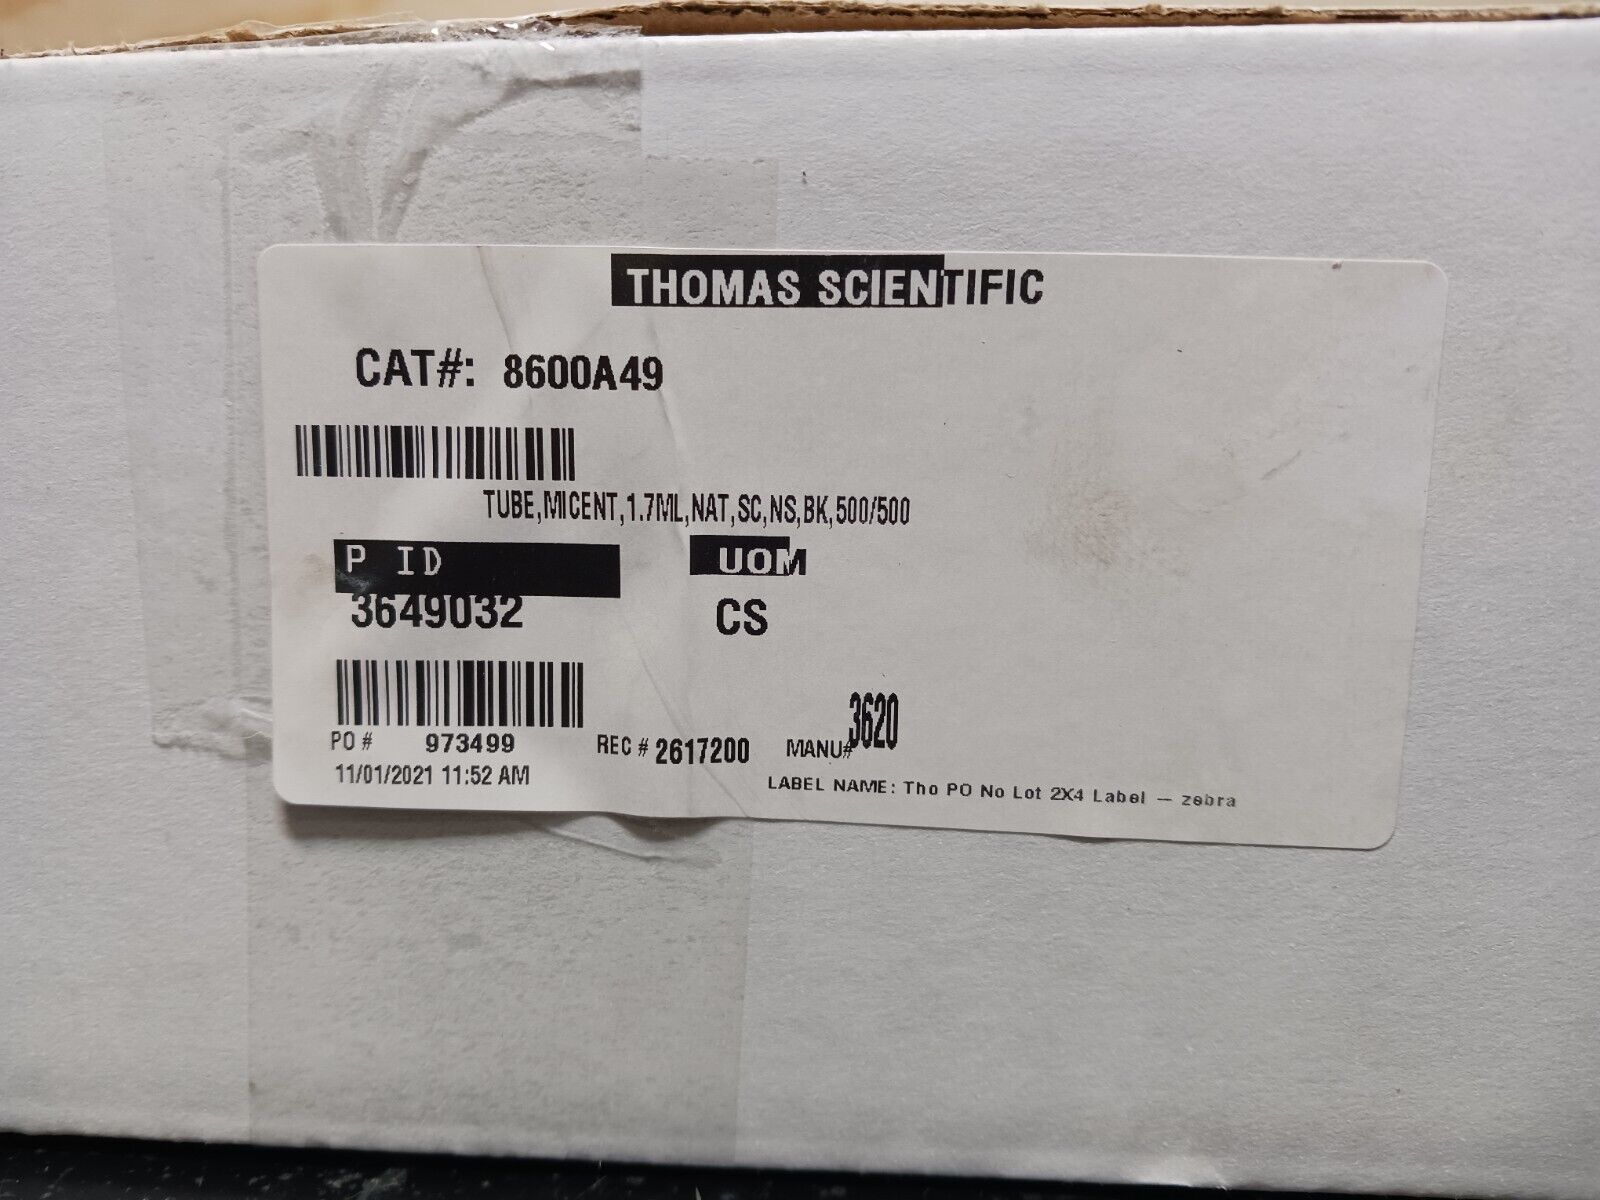 THOMAS SCIENTIFIC
CAT#: 8600A49
TUBE,MICENT,1.7ML,NAT,SC,NS,BK,500/500
P ID UOM
3649032 CS
3620
PO # 973499 REC # 2617200 MANU#
11/01/2021 11:52 AM
LABEL NAME: Tho PO No Lot 2X4 Label — zebra